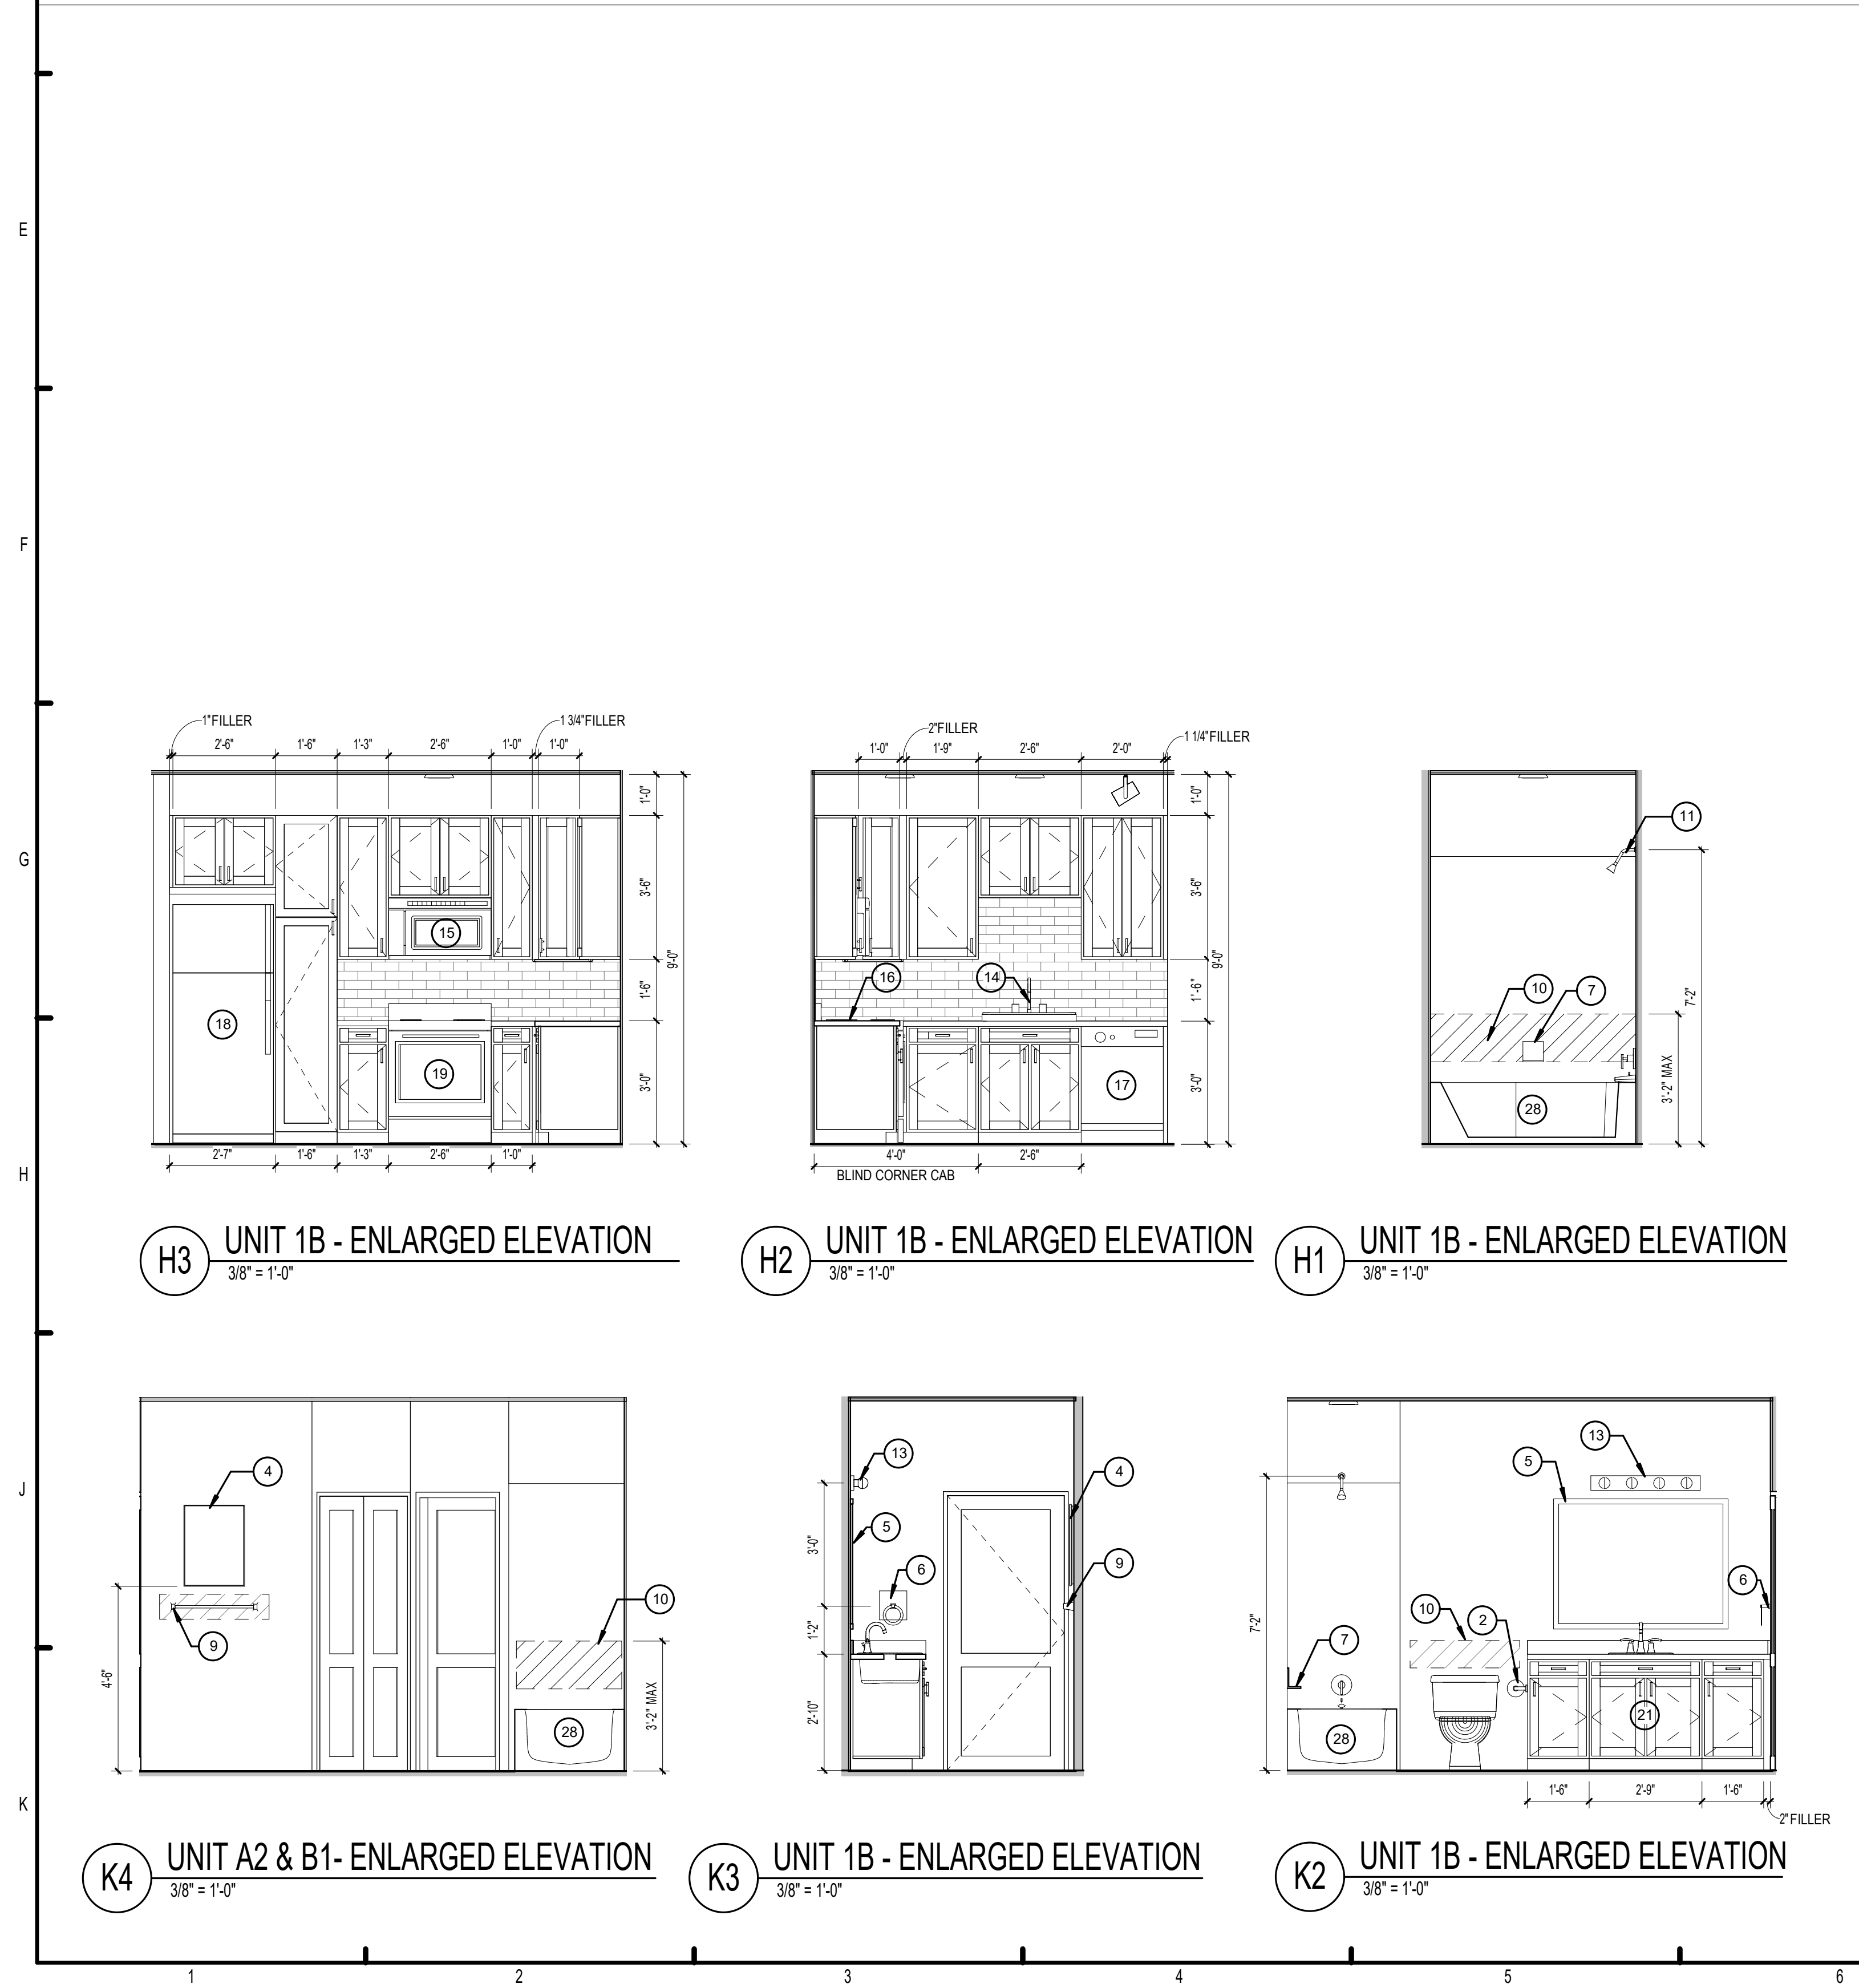 E
F
G
H
J
K
1"FILLER
1 3/4"FILLER
2'-6"
1'-6"
1'-3"
2'-6"
1'-0"
1'-0"
1'-0"
3'-6"
1'-6"
3'-0"
9'-0"
15
18
19
2'-7"
1'-6"
1'-3"
2'-6"
1'-0"
H3
UNIT 1B - ENLARGED ELEVATION
3/8" = 1'-0"
2"FILLER
1 1/4"FILLER
1'-0"
1'-9"
2'-6"
2'-0"
1'-0"
3'-6"
1'-6"
3'-0"
9'-0"
16
14
17
4'-0"
2'-6"
BLIND CORNER CAB
H2
UNIT 1B - ENLARGED ELEVATION
3/8" = 1'-0"
11
10
7
28
7'-2"
3'-2" MAX
H1
UNIT 1B - ENLARGED ELEVATION
3/8" = 1'-0"
4
9
10
28
4'-6"
3'-2" MAX
K4
UNIT A2 & B1- ENLARGED ELEVATION
3/8" = 1'-0"
13
4
5
6
9
3'-0"
1'-2"
2'-10"
K3
UNIT 1B - ENLARGED ELEVATION
3/8" = 1'-0"
13
5
6
10
2
7
28
21
7'-2"
1'-6"
2'-9"
1'-6"
2" FILLER
K2
UNIT 1B - ENLARGED ELEVATION
3/8" = 1'-0"
1
2
3
4
5
6